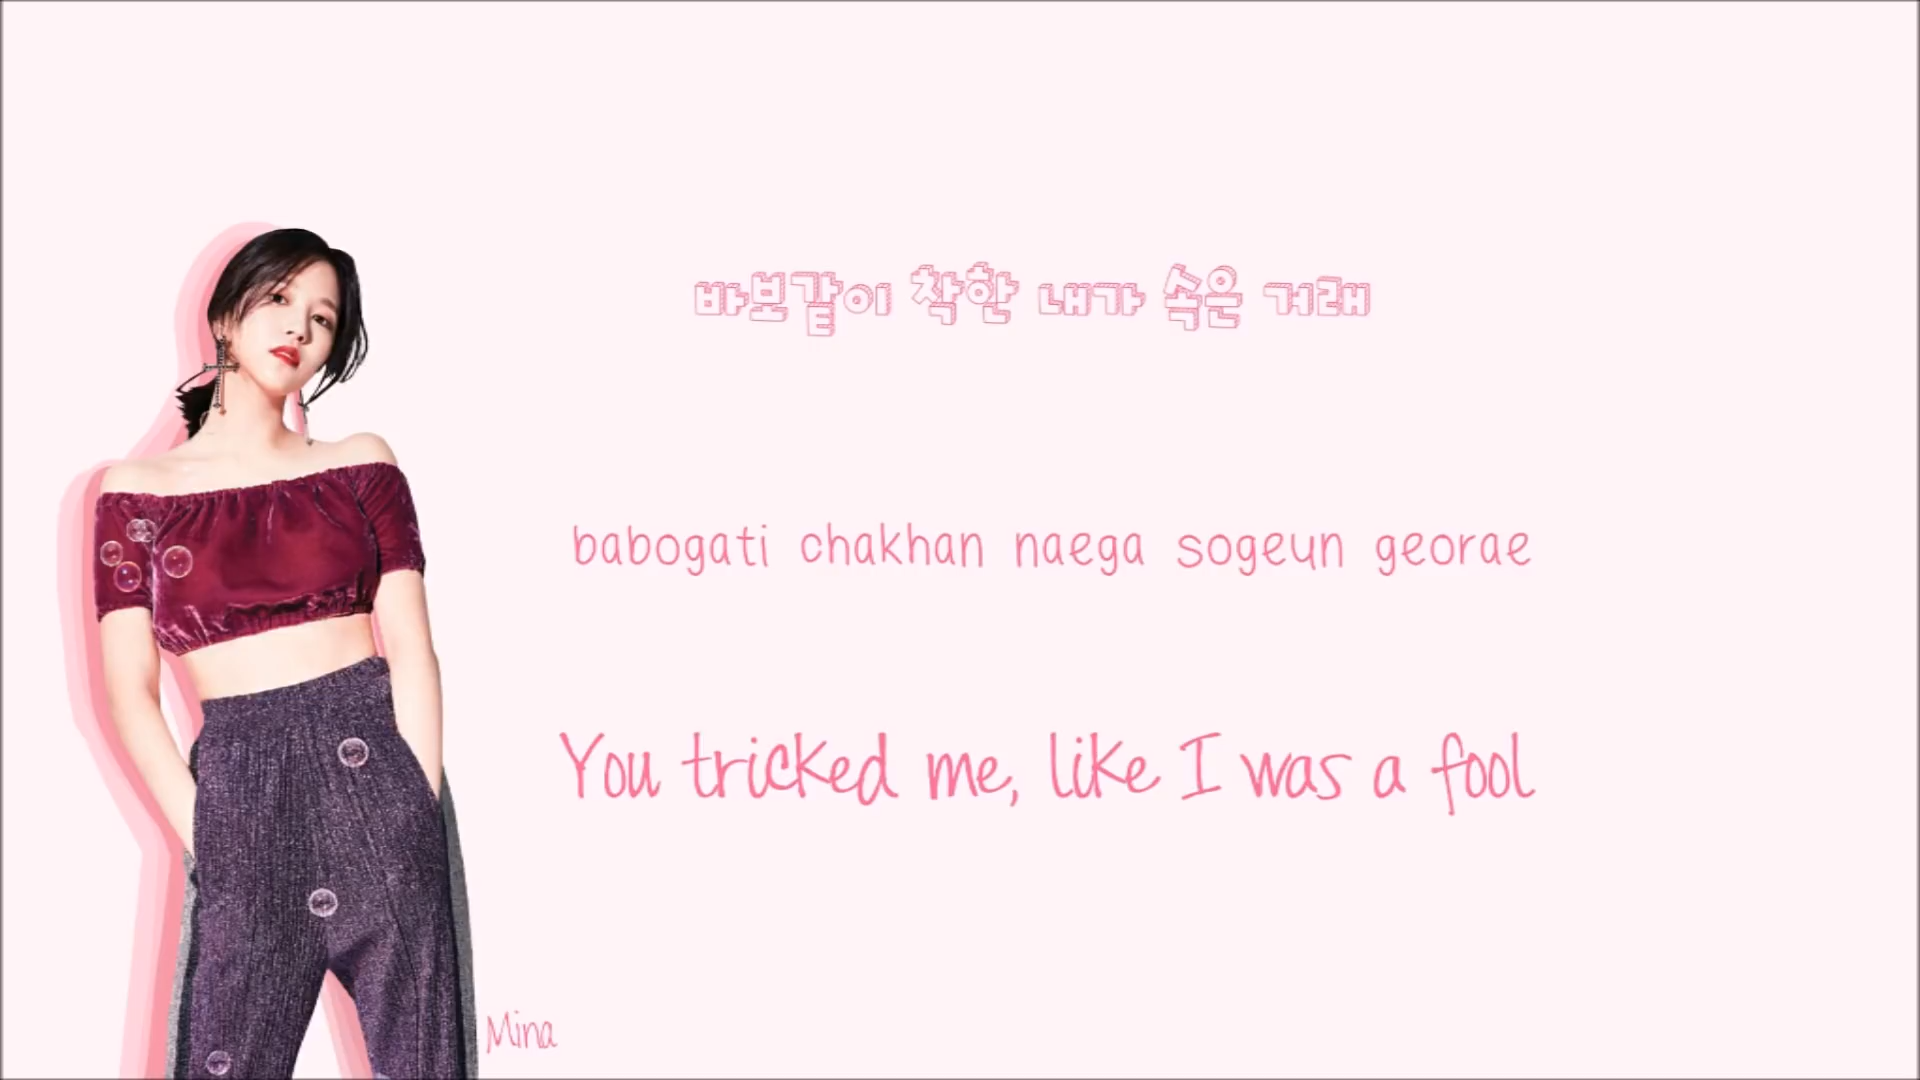 바보같이 착한 내가 속은 거래
babogati chakhan naega sogeun georae
You tricked me, like I was a fool
Mina